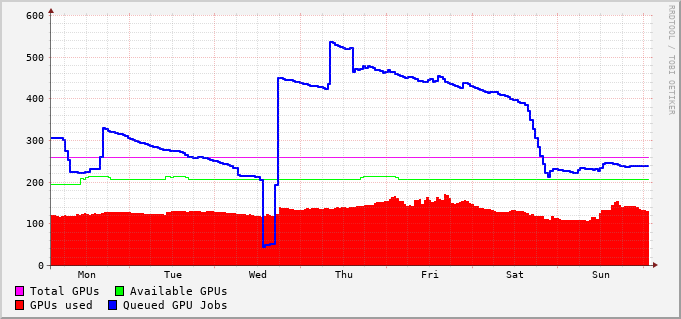 600
500
400
300
200
100
0
Mon Tue Wed Thu Fri Sat Sun
Total GPUs Available GPUs
GPUs used Queued GPU Jobs
RRDTOOL / TOBI OETIKER